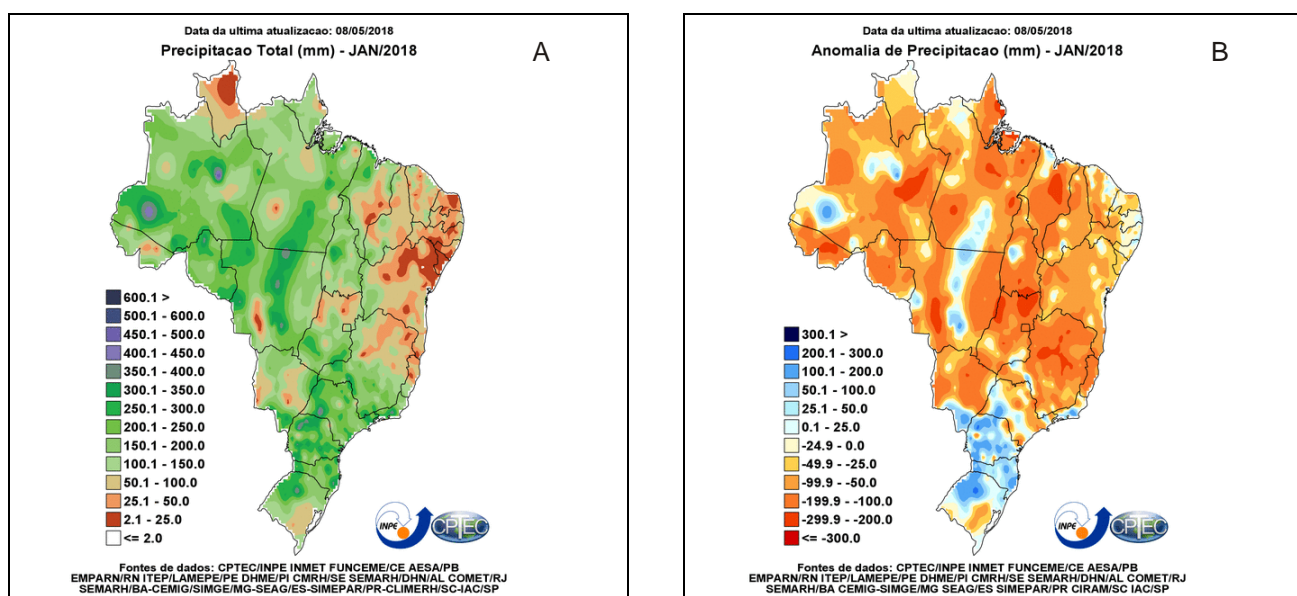 Data da ultima atualizacao: 08/05/2018
Precipitacao Total (mm) - JAN/2018
A
600.1 >
500.1 - 600.0
450.1 - 500.0
400.1 - 450.0
350.1 - 400.0
300.1 - 350.0
250.1 - 300.0
200.1 - 250.0
150.1 - 200.0
100.1 - 150.0
50.1 - 100.0
25.1 - 50.0
2.1 - 25.0
<= 2.0
INPE
CPTEC
Fontes de dados: CPTEC/INPE INMET FUNCEME/CE AESA/PB
EMPARN/RN ITEP/LAMEPE/PE DHME/PI CMRH/SE SEMARH/DHN/AL COMET/RJ
SEMARH/BA-CEMIG/SIMGE/MG-SEAG/ES-SIMEPAR/PR-CLIMERH/SC-IAC/SP
Data da ultima atualizacao: 08/05/2018
Anomalia de Precipitacao (mm) - JAN/2018
B
300.1 >
200.1 - 300.0
100.1 - 200.0
50.1 - 100.0
25.1 - 50.0
0.1 - 25.0
-24.9 - 0.0
-49.9 - -25.0
-99.9 - -50.0
-199.9 - -100.0
-299.9 - -200.0
<= -300.0
INPE
CPTEC
Fontes de dados: CPTEC/INPE INMET FUNCEME/CE AESA/PB
EMPARN/RN ITEP/LAMEPE/PE DHME/PI CMRH/SE SEMARH/DHN/AL COMET/RJ
SEMARH/BA CEMIG-SIMGE/MG SEAG/ES SIMEPAR/PR CIRAM/SC IAC/SP